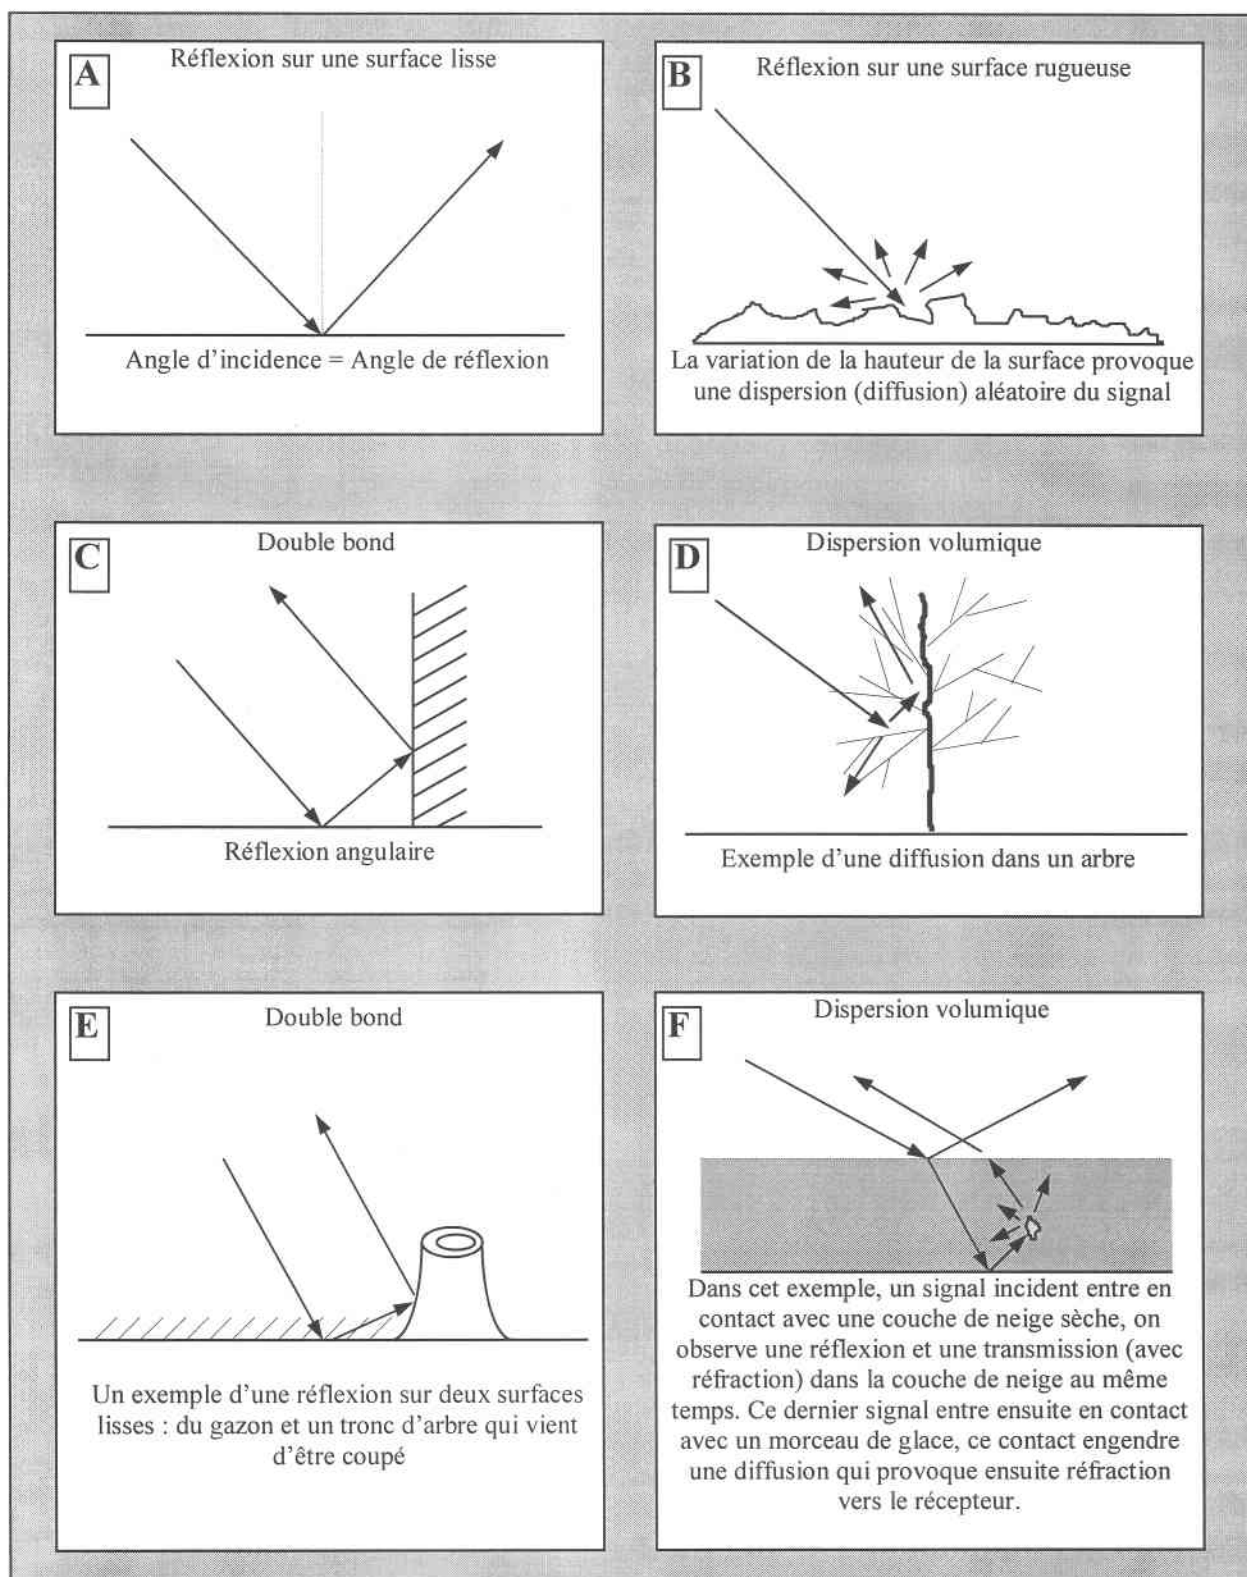 A
Réflexion sur une surface lisse
Angle d'incidence = Angle de réflexion
B
Réflexion sur une surface rugueuse
La variation de la hauteur de la surface provoque
une dispersion (diffusion) aléatoire du signal
C
Double bond
Réflexion angulaire
D
Dispersion volumique
Exemple d'une diffusion dans un arbre
E
Double bond
Un exemple d'une réflexion sur deux surfaces
lisses : du gazon et un tronc d'arbre qui vient
d'être coupé
F
Dispersion volumique
Dans cet exemple, un signal incident entre en
contact avec une couche de neige sèche, on
observe une réflexion et une transmission (avec
réfraction) dans la couche de neige au même
temps. Ce dernier signal entre ensuite en contact
avec un morceau de glace, ce contact engendre
une diffusion qui provoque ensuite réfraction
vers le récepteur.